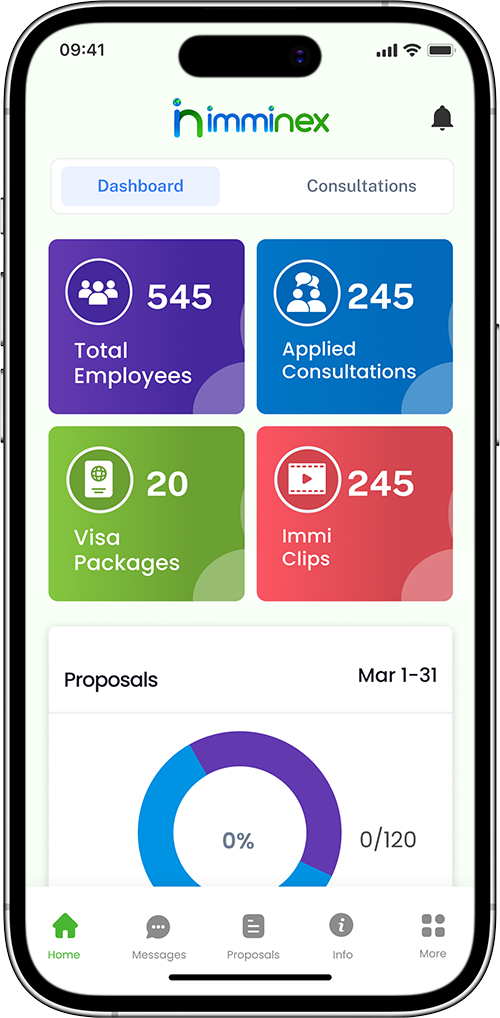 09:41
imminex
Dashboard
Consultations
545
Total
Employees
245
Applied
Consultations
20
Visa
Packages
245
Immi
Clips
Proposals
Mar 1-31
0%
0/120
Home
Messages
Proposals
Info
More